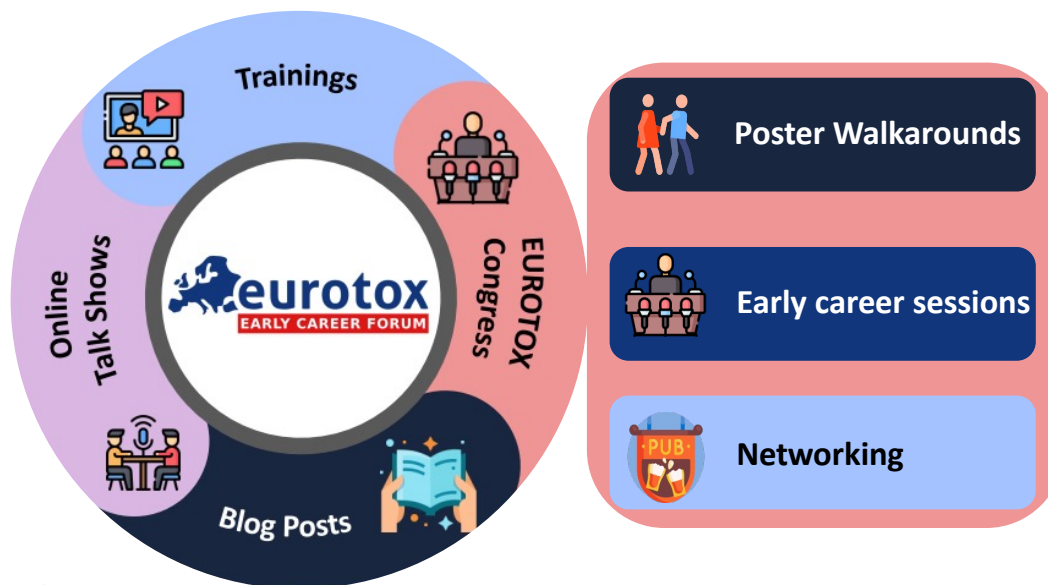 Trainings
EUROTOX
Congress
Blog Posts
Online
Talk Shows
eurotox
EARLY CAREER FORUM
Poster Walkarounds
Early career sessions
PUB
Networking